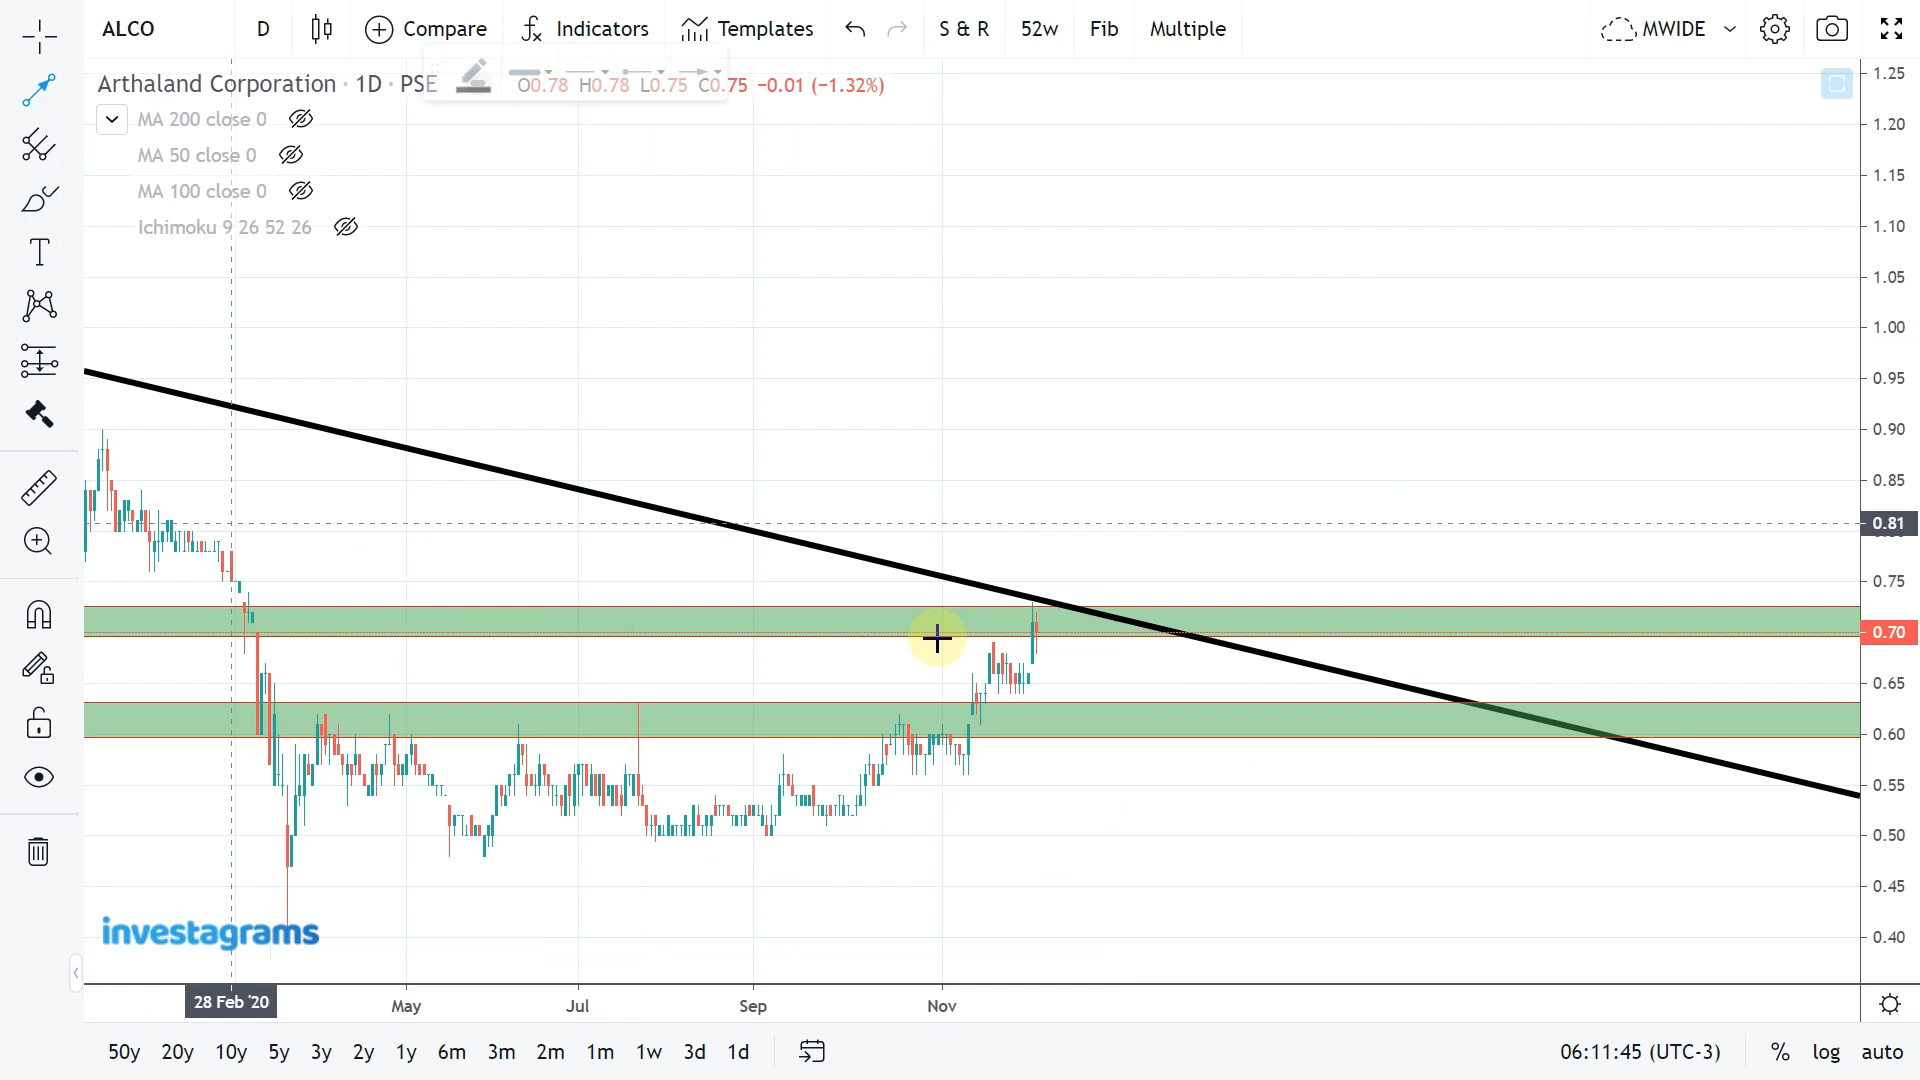 ALCO D Compare Indicators Templates S & R 52w Fib Multiple MWIDE
Arthaland Corporation · 1D · PSE O0.78 H0.78 L0.75 C0.75 −0.01 (−1.32%)
MA 200 close 0
MA 50 close 0
MA 100 close 0
Ichimoku 9 26 52 26
1.25
1.20
1.15
1.10
1.05
1.00
0.95
0.90
0.85
0.81
0.75
0.70
0.65
0.60
0.55
0.50
0.45
0.40
investagrams
28 Feb '20 May Jul Sep Nov
50y 20y 10y 5y 3y 2y 1y 6m 3m 2m 1m 1w 3d 1d 06:11:45 (UTC-3) % log auto